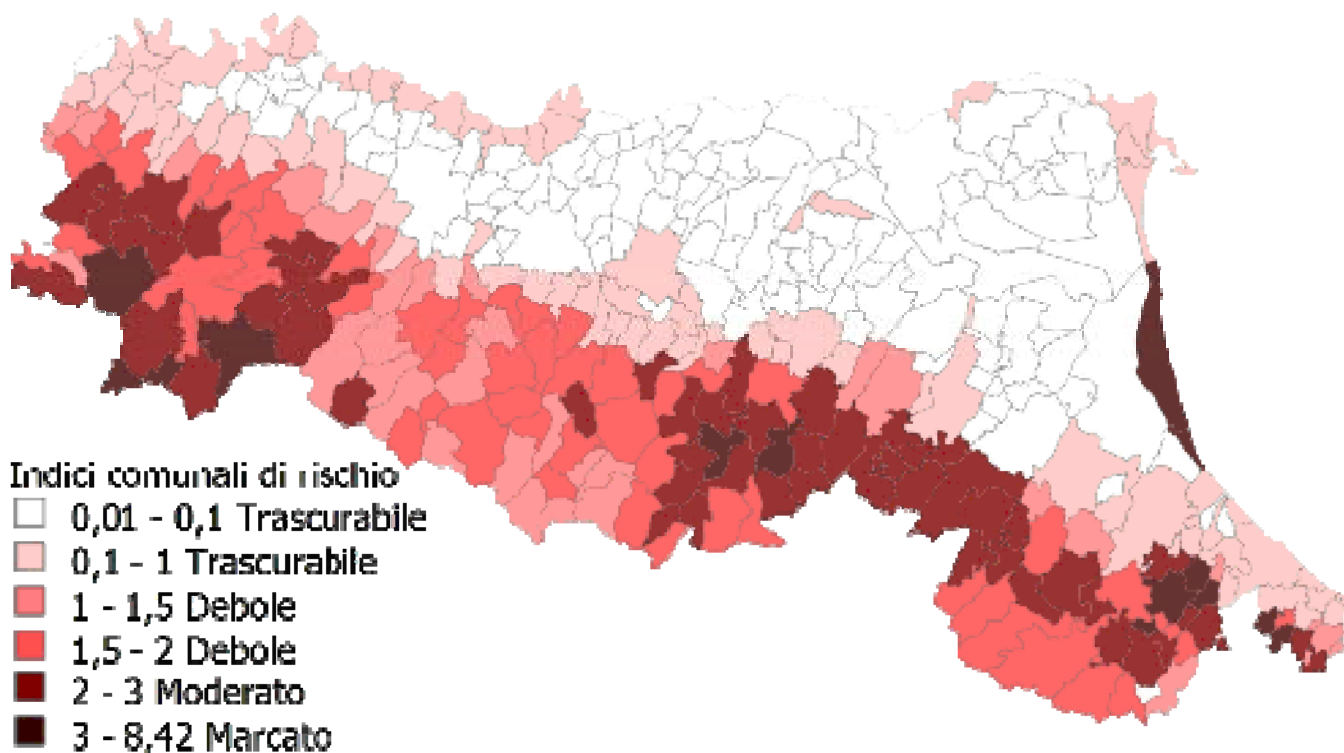 Indici comunali di rischio
0,01 - 0,1 Trascurabile
0,1 - 1 Trascurabile
1 - 1,5 Debole
1,5 - 2 Debole
2 - 3 Moderato
3 - 8,42 Marcato